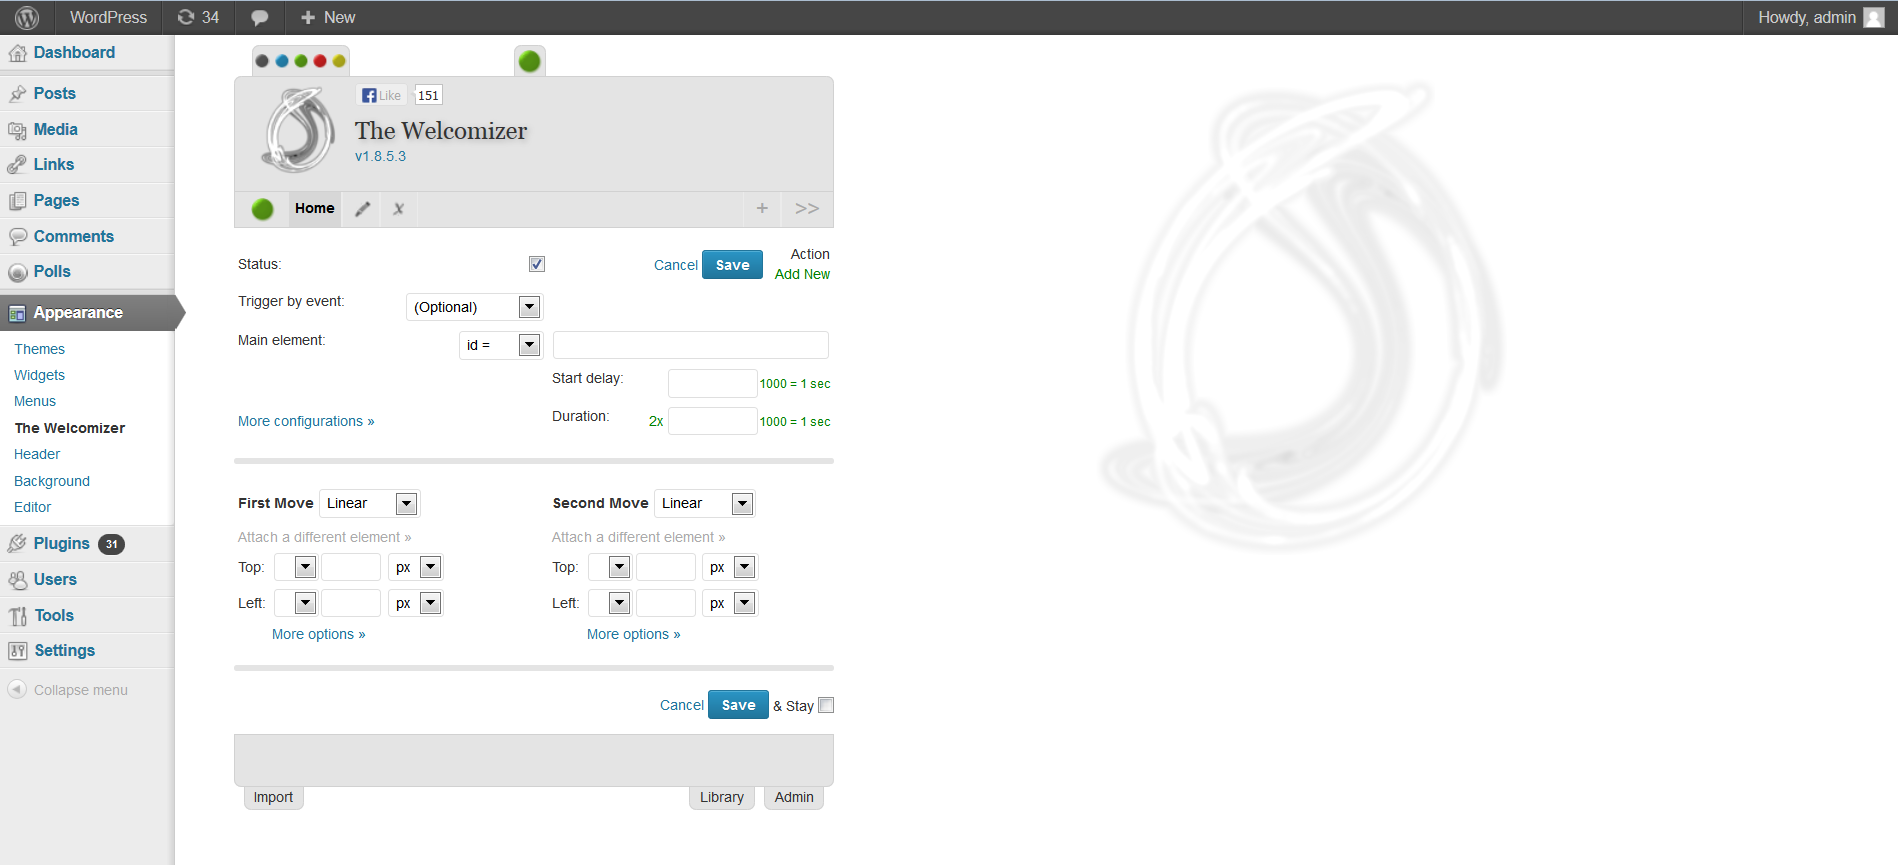 WordPress 34 New Howdy, admin
Dashboard
Posts
Media
Links
Pages
Comments
Polls
Appearance
Themes
Widgets
Menus
The Welcomizer
Header
Background
Editor
Plugins 31
Users
Tools
Settings
Collapse menu
Like 151
The Welcomizer
v1.8.5.3
Home x + >>
Status: Cancel Save
Action
Add New
Trigger by event: (Optional)
Main element: id =
Start delay: 1000 = 1 sec
More configurations »
Duration: 2x 1000 = 1 sec
First Move Linear
Attach a different element »
Top: px
Left: px
More options »
Second Move Linear
Attach a different element »
Top: px
Left: px
More options »
Cancel Save & Stay
Import Library Admin